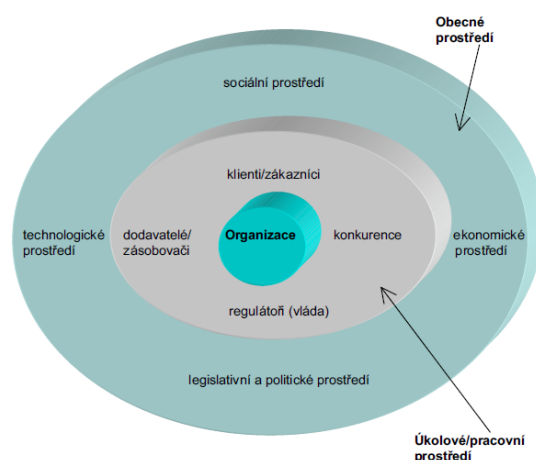 Obecné
prostředí
sociální prostředí
klienti/zákazníci
technologické
prostředí
dodavatelé/
zásobovači
Organizace
konkurence
ekonomické
prostředí
regulátoři (vláda)
legislativní a politické prostředí
Úkolové/pracovní
prostředí